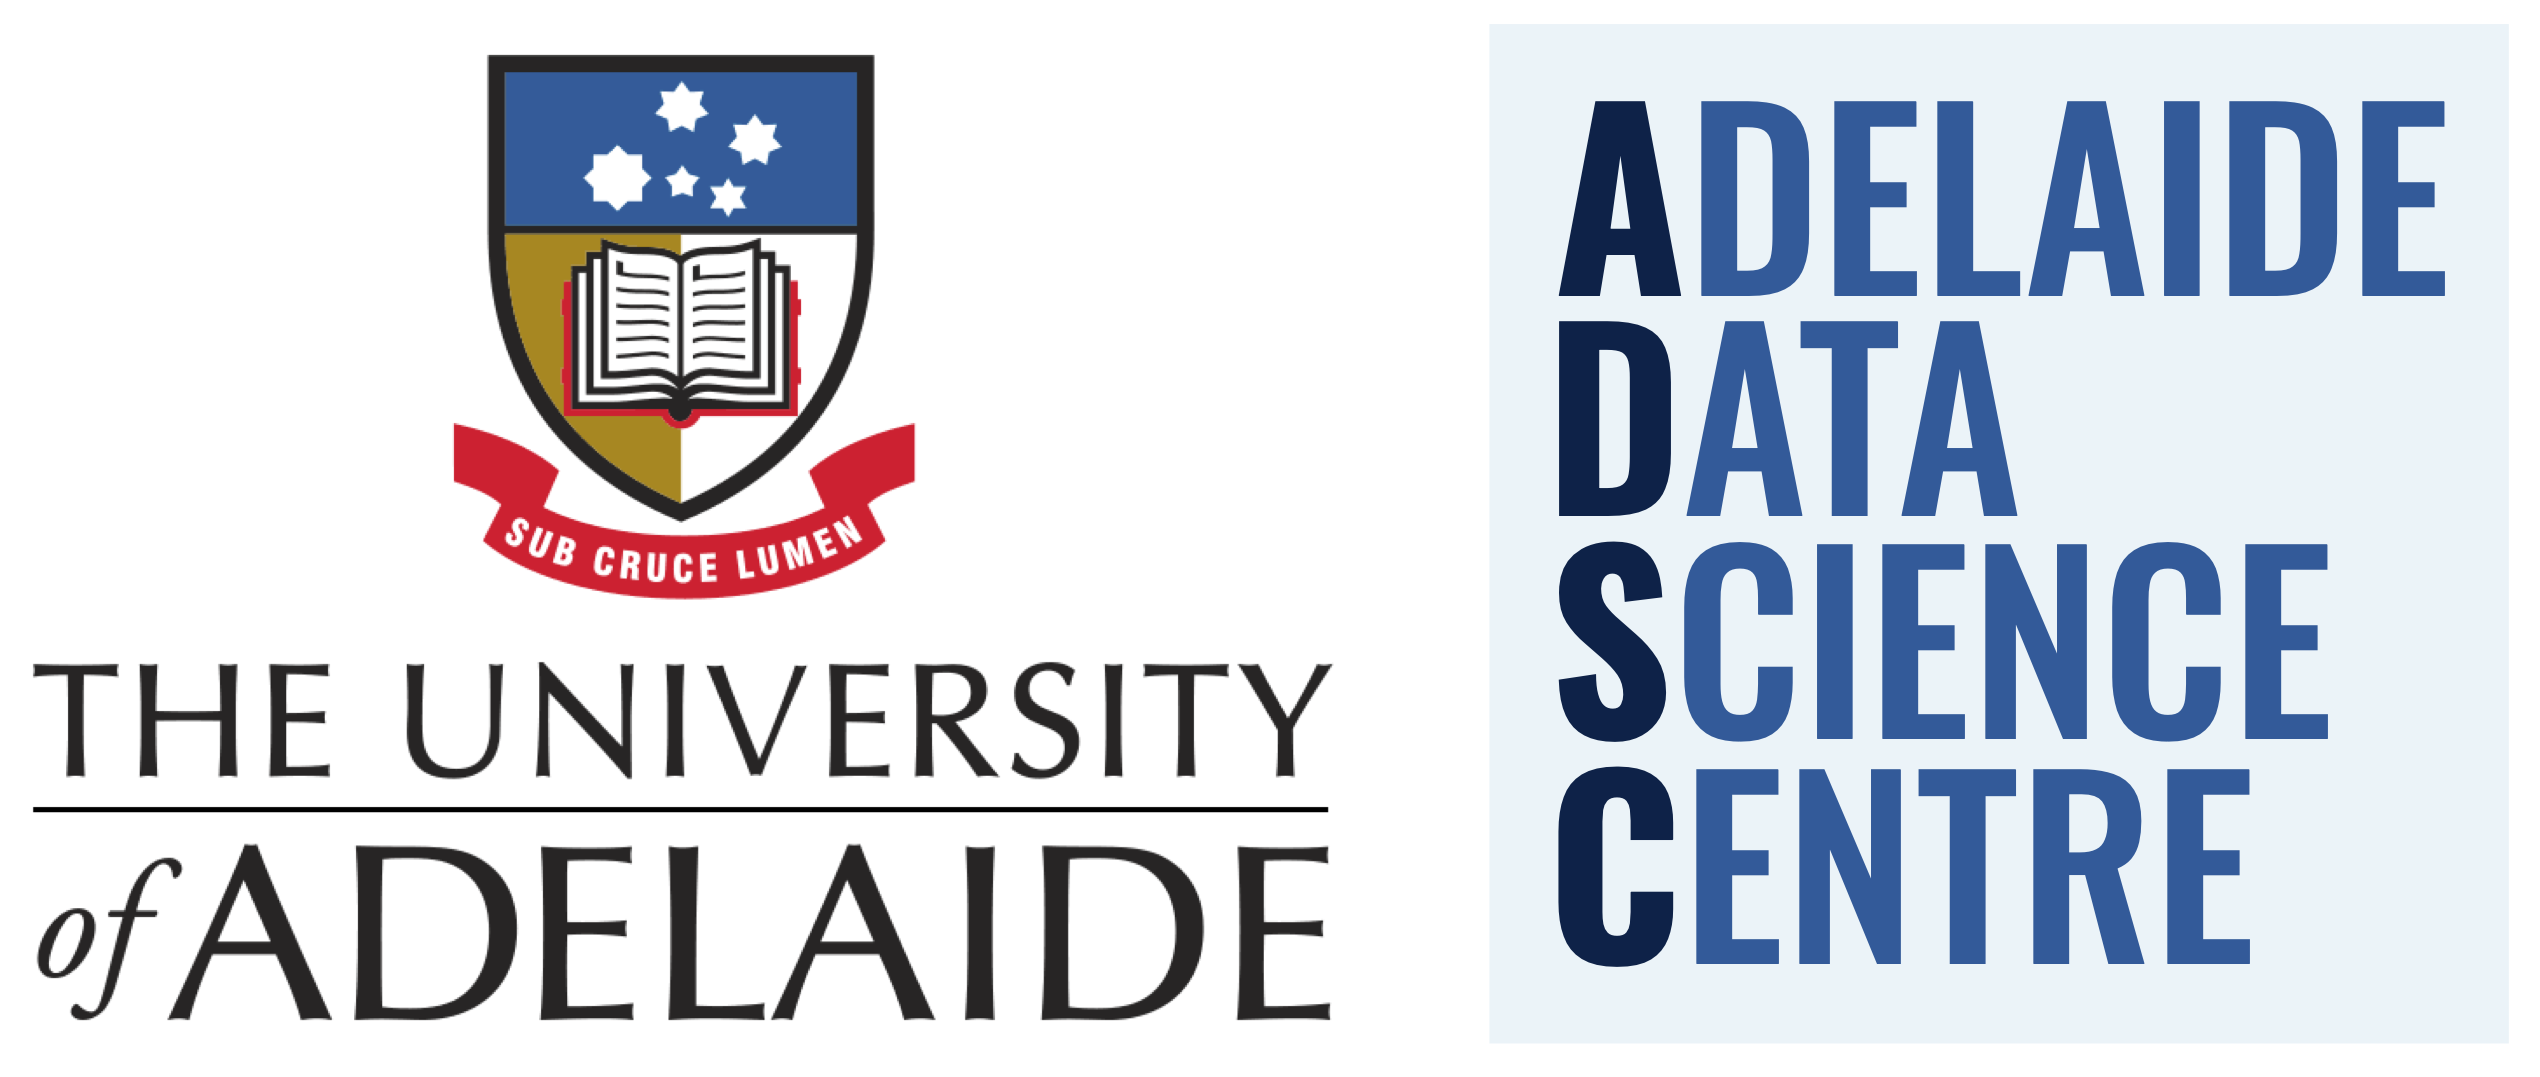 SUB CRUCE LUMEN
THE UNIVERSITY
of ADELAIDE
ADELAIDE
DATA
SCIENCE
CENTRE